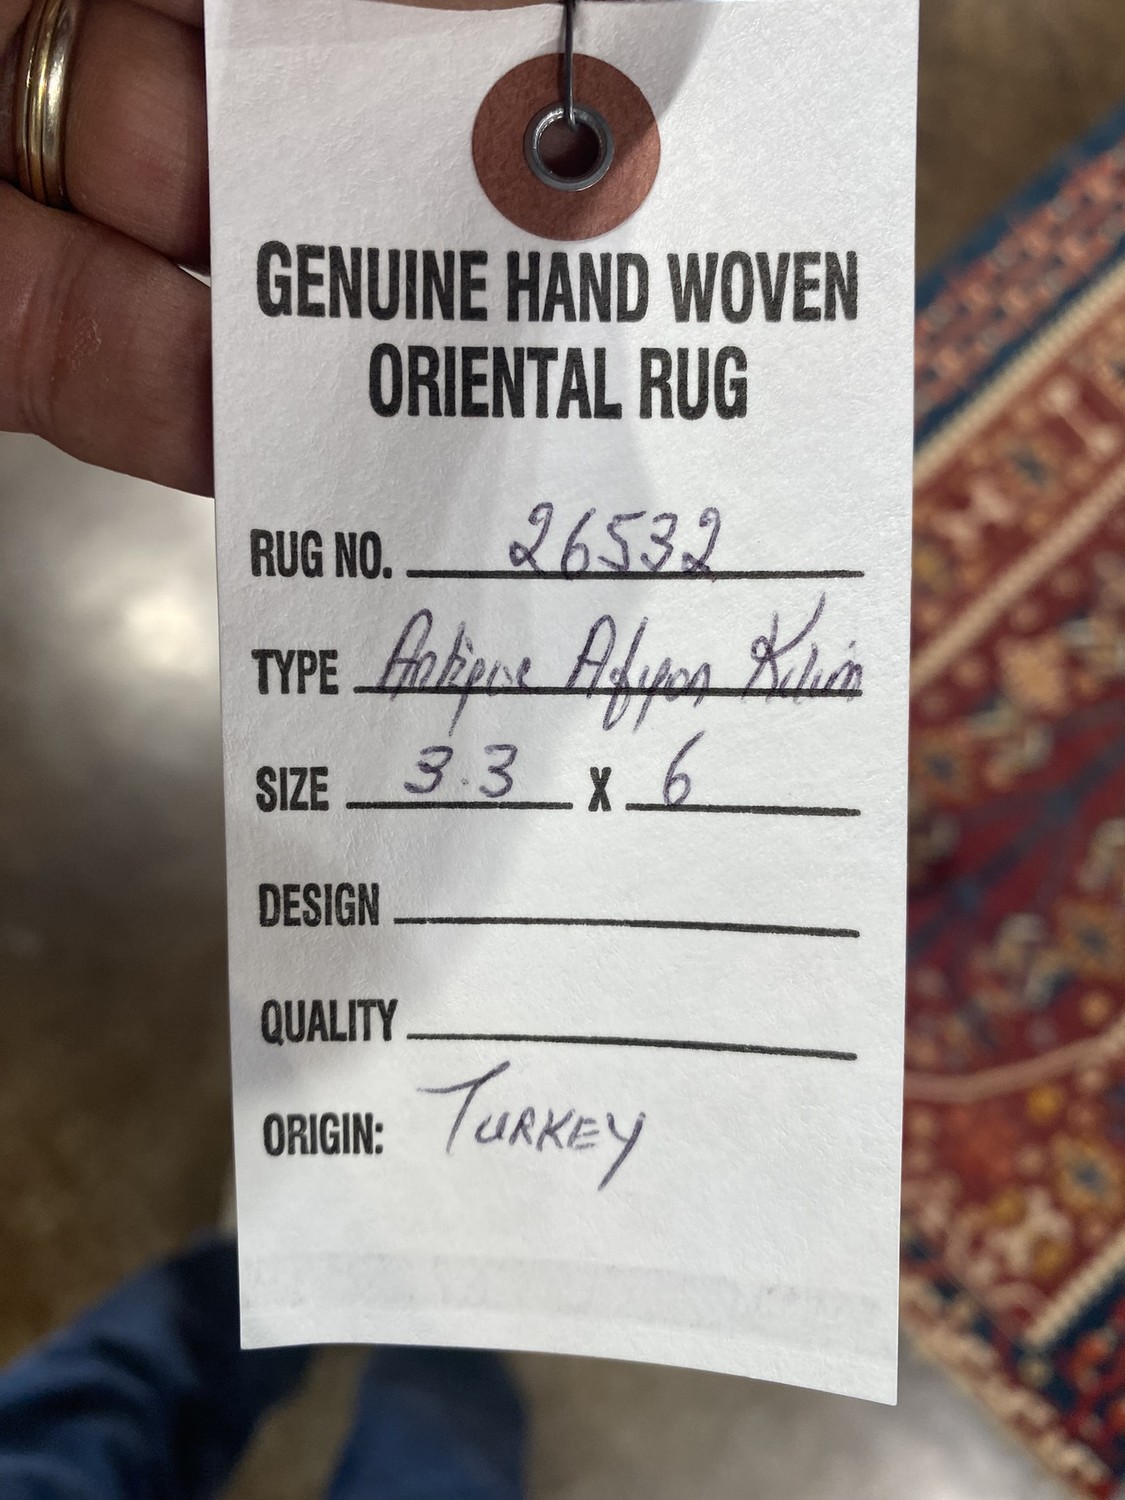 GENUINE HAND WOVEN
ORIENTAL RUG
RUG NO. 26532
TYPE Antique Afyon Kilim
SIZE 3.3 X 6
DESIGN
QUALITY
ORIGIN: TURKEY